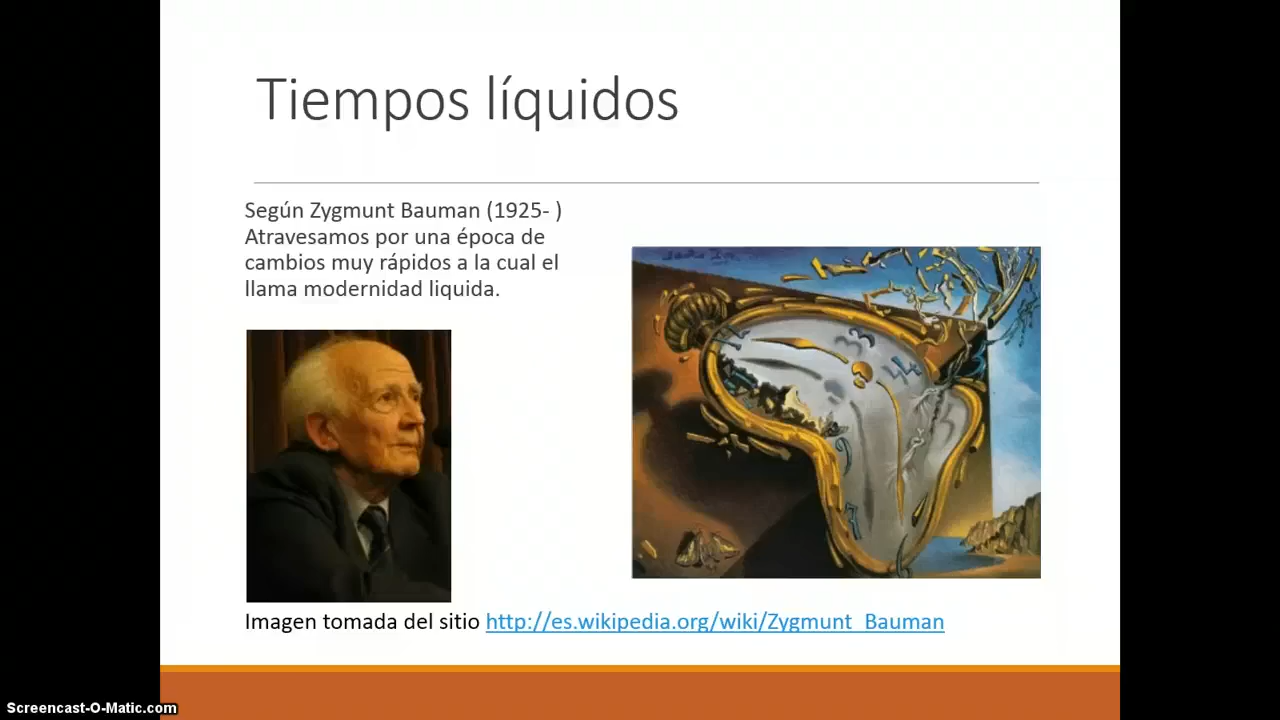 Tiempos líquidos
Según Zygmunt Bauman (1925- )
Atravesamos por una época de
cambios muy rápidos a la cual el
llama modernidad liquida.
Imagen tomada del sitio http://es.wikipedia.org/wiki/Zygmunt_Bauman
Screencast-O-Matic.com